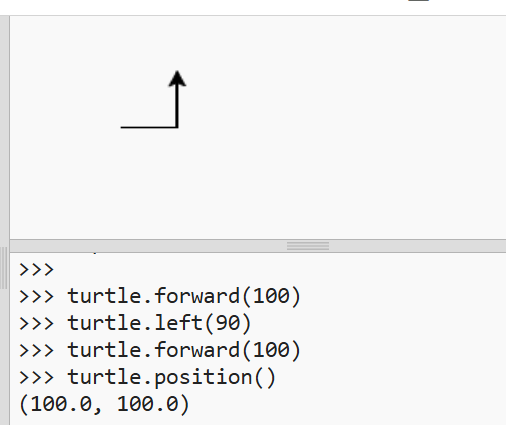 >>>
>>> turtle.forward(100)
>>> turtle.left(90)
>>> turtle.forward(100)
>>> turtle.position()
(100.0, 100.0)